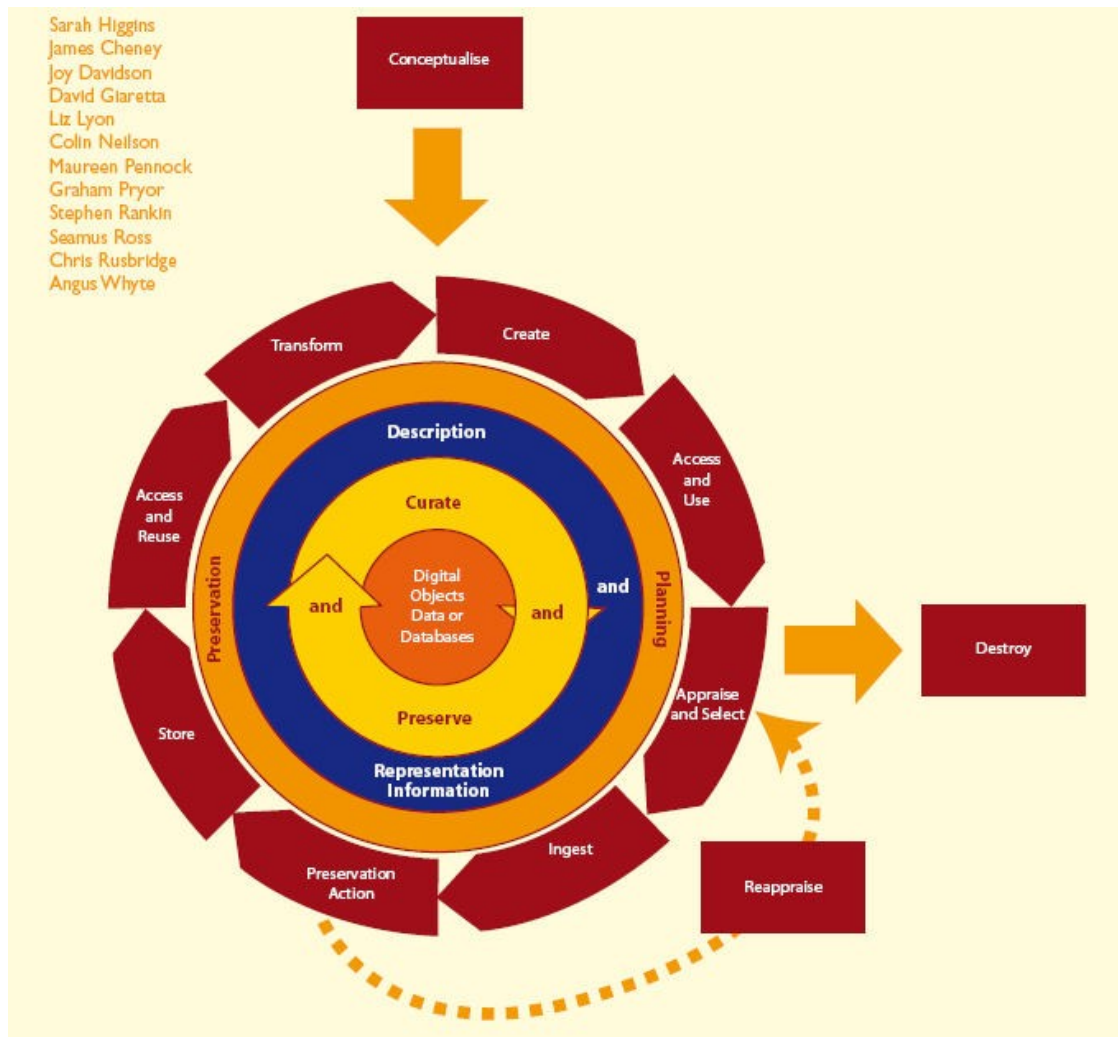 Sarah Higgins
James Cheney
Joy Davidson
David Giaretta
Liz Lyon
Colin Neilson
Maureen Pennock
Graham Pryor
Stephen Rankin
Seamus Ross
Chris Rusbridge
Angus Whyte
Conceptualise
Create
Transform
Access
and
Use
Access
and
Reuse
Description
Curate
Digital
Objects
Data or
Databases
and
and
and
Preservation
Planning
Preserve
Representation
Information
Appraise
and Select
Destroy
Store
Ingest
Preservation
Action
Reappraise